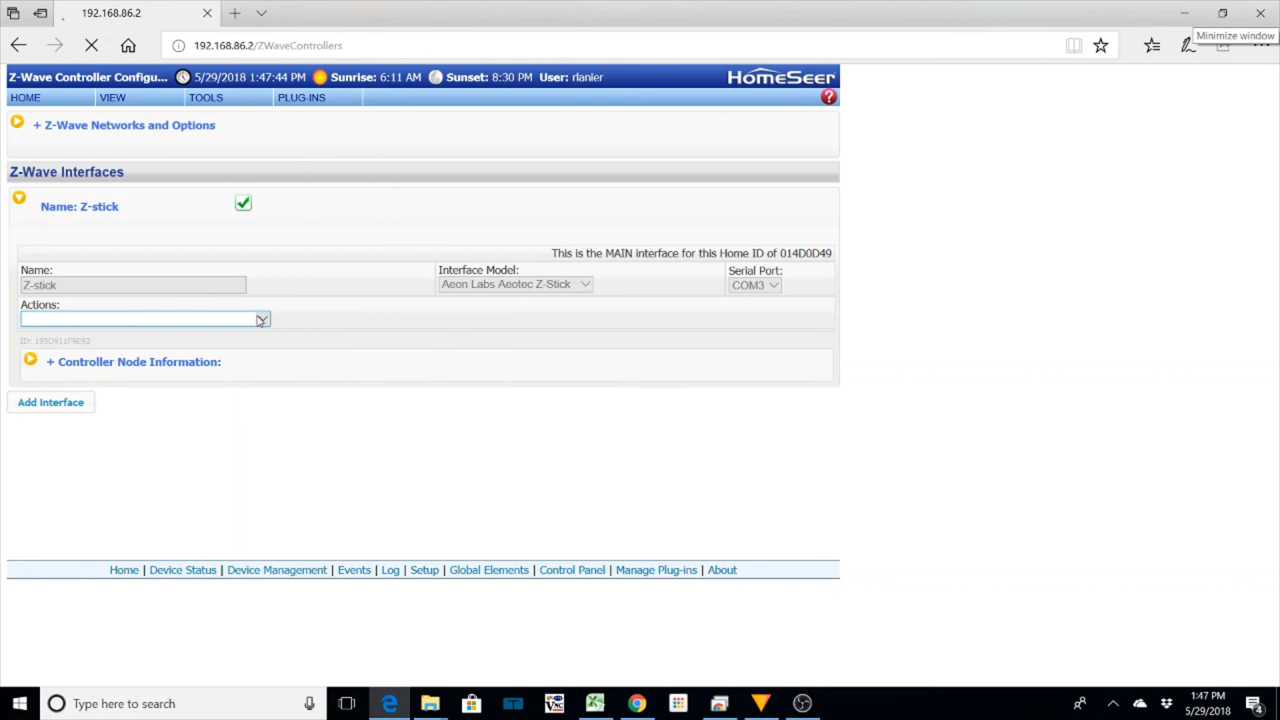 192.168.86.2
Minimize window
192.168.86.2/ZWaveControllers
Z-Wave Controller Configu... 5/29/2018 1:47:44 PM Sunrise: 6:11 AM Sunset: 8:30 PM User: rlanier HomeSeer
HOME VIEW TOOLS PLUG-INS ?
+ Z-Wave Networks and Options
Z-Wave Interfaces
Name: Z-stick
This is the MAIN interface for this Home ID of 014D0D49
Name: Interface Model: Serial Port:
Z-stick Aeon Labs Aeotec Z-Stick COM3
Actions:
ID: 195D911F9E92
+ Controller Node Information:
Add Interface
Home | Device Status | Device Management | Events | Log | Setup | Global Elements | Control Panel | Manage Plug-ins | About
Type here to search
1:47 PM
5/29/2018
4